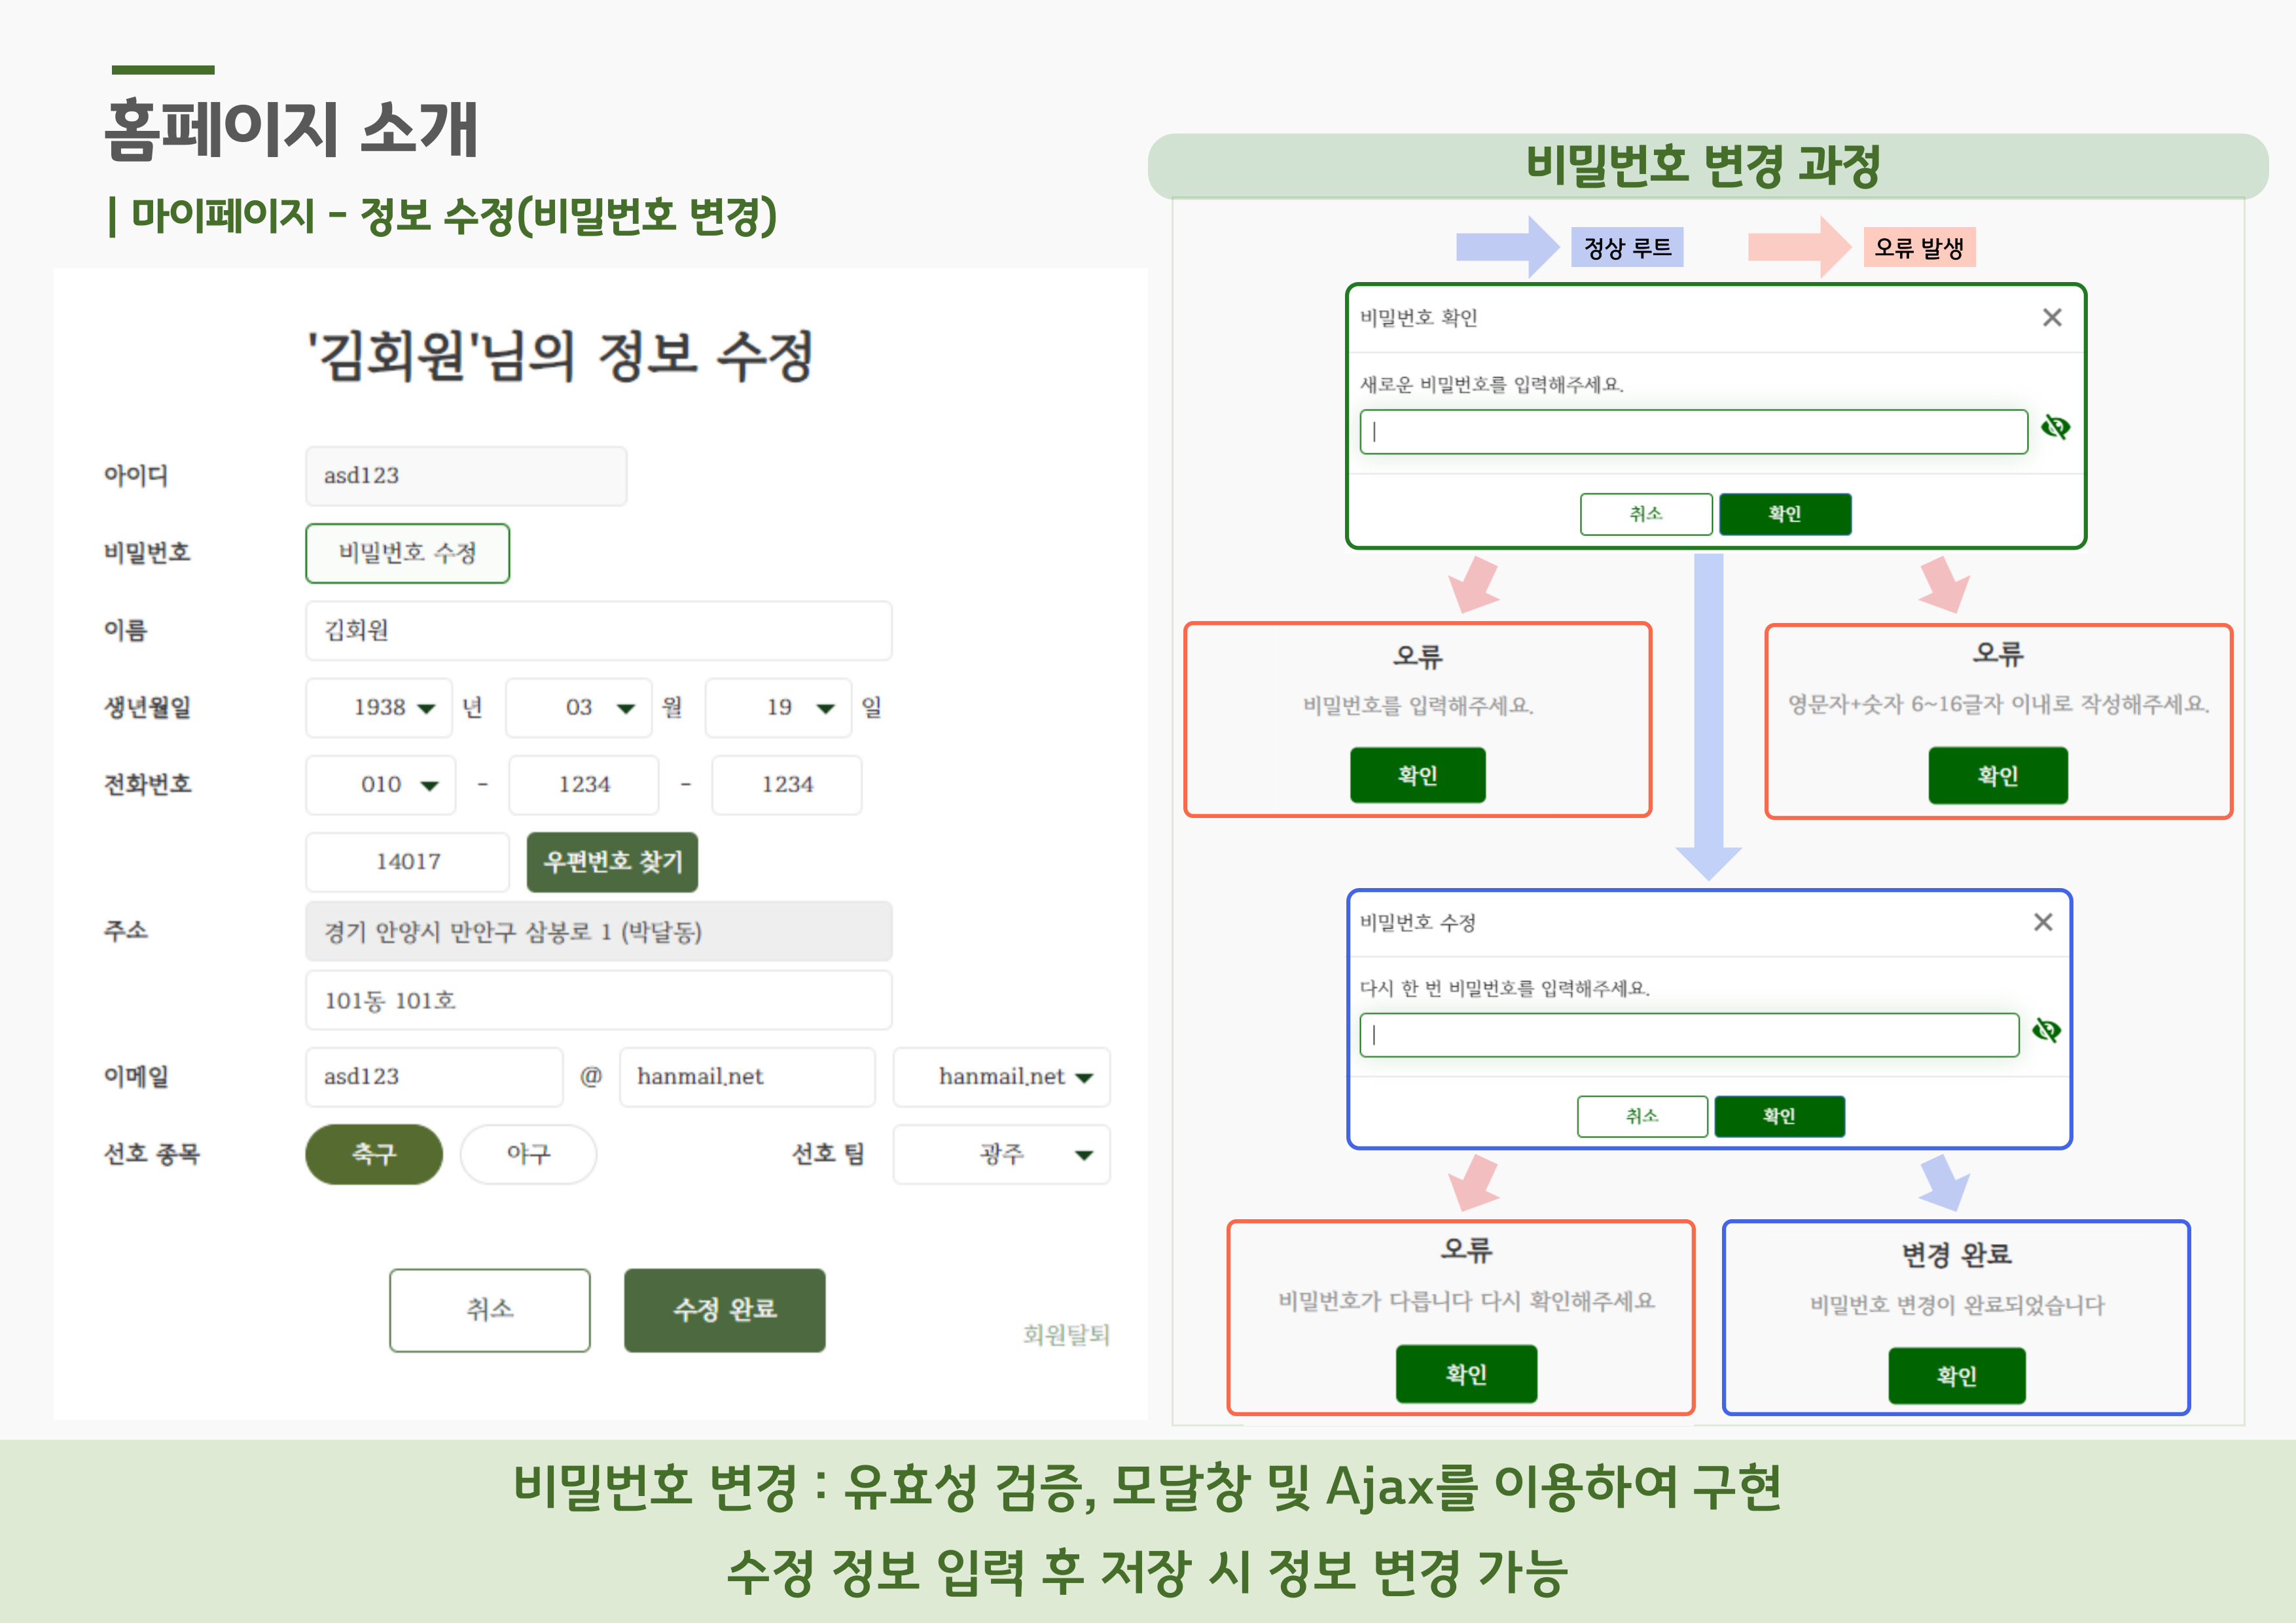 홈페이지 소개
| 마이페이지 - 정보 수정(비밀번호 변경)
'김회원'님의 정보 수정
아이디 asd123
비밀번호 비밀번호 수정
이름 김회원
생년월일 1938 년 03 월 19 일
전화번호 010 - 1234 - 1234
14017 우편번호 찾기
주소 경기 안양시 만안구 삼봉로 1 (박달동)
101동 101호
이메일 asd123 @ hanmail.net hanmail.net
선호 종목 축구 야구 선호 팀 광주
취소 수정 완료
회원탈퇴
비밀번호 변경 과정
정상 루트 오류 발생
비밀번호 확인
새로운 비밀번호를 입력해주세요.
취소 확인
오류
비밀번호를 입력해주세요.
확인
오류
영문자+숫자 6~16글자 이내로 작성해주세요.
확인
비밀번호 수정
다시 한 번 비밀번호를 입력해주세요.
취소 확인
오류
비밀번호가 다릅니다 다시 확인해주세요
확인
변경 완료
비밀번호 변경이 완료되었습니다
확인
비밀번호 변경 : 유효성 검증, 모달창 및 Ajax를 이용하여 구현
수정 정보 입력 후 저장 시 정보 변경 가능